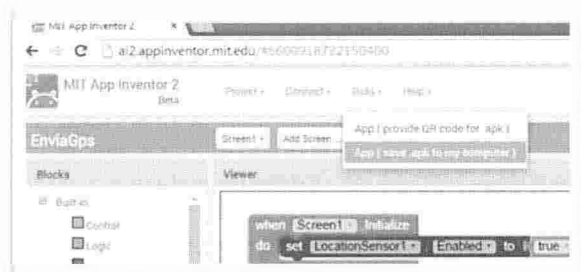 MIT App Inventor 2
ai2.appinventor.mit.edu/
MIT App Inventor 2
Beta
Project Connect Build Help
App ( provide QR code for .apk )
EnviaGps Screen1 Add Screen
App ( save .apk to my computer )
Blocks Viewer
Built-in
Control
Logic
when Screen1 Initialize
do set LocationSensor1 . Enabled to true